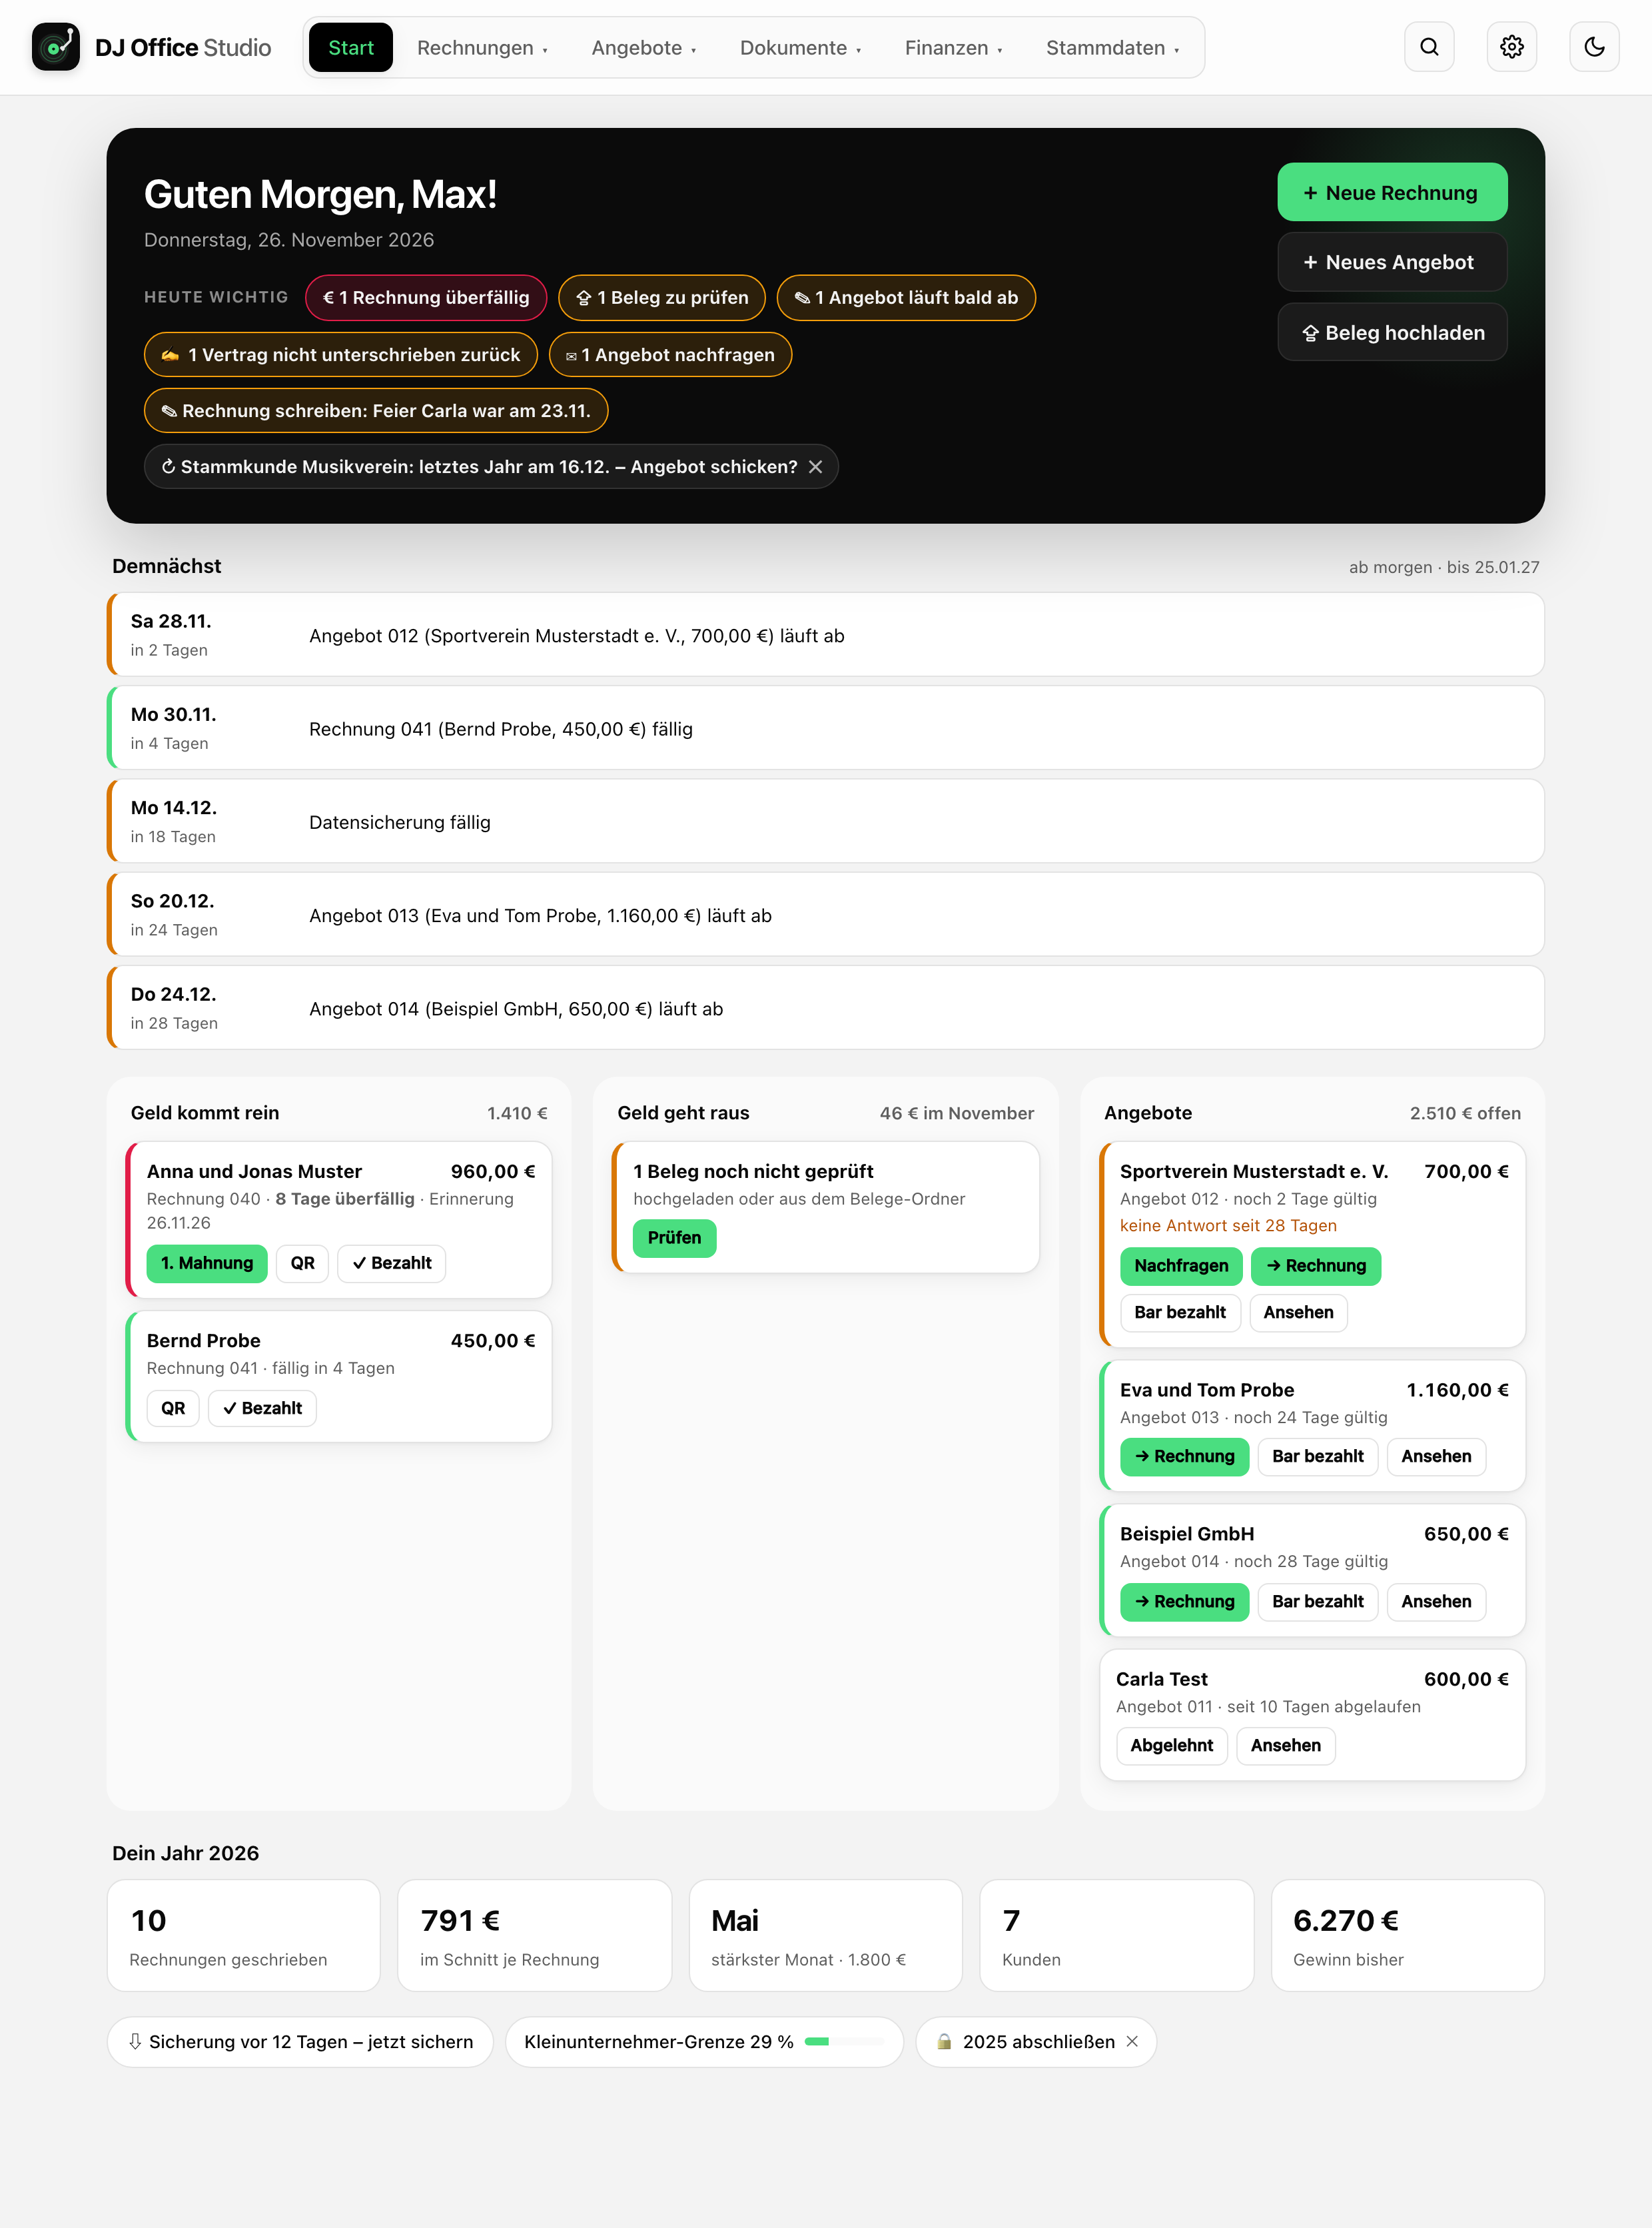 DJ Office Studio
Start
Rechnungen
Angebote
Dokumente
Finanzen
Stammdaten
Guten Morgen, Max!
Donnerstag, 26. November 2026
+ Neue Rechnung
+ Neues Angebot
Beleg hochladen
HEUTE WICHTIG
€ 1 Rechnung überfällig
1 Beleg zu prüfen
✎ 1 Angebot läuft bald ab
✍ 1 Vertrag nicht unterschrieben zurück
✉ 1 Angebot nachfragen
✎ Rechnung schreiben: Feier Carla war am 23.11.
↻ Stammkunde Musikverein: letztes Jahr am 16.12. – Angebot schicken? ✕
Demnächst
ab morgen · bis 25.01.27
Sa 28.11.
in 2 Tagen
Angebot 012 (Sportverein Musterstadt e. V., 700,00 €) läuft ab
Mo 30.11.
in 4 Tagen
Rechnung 041 (Bernd Probe, 450,00 €) fällig
Mo 14.12.
in 18 Tagen
Datensicherung fällig
So 20.12.
in 24 Tagen
Angebot 013 (Eva und Tom Probe, 1.160,00 €) läuft ab
Do 24.12.
in 28 Tagen
Angebot 014 (Beispiel GmbH, 650,00 €) läuft ab
Geld kommt rein
1.410 €
Anna und Jonas Muster
960,00 €
Rechnung 040 · 8 Tage überfällig · Erinnerung
26.11.26
1. Mahnung
QR
✓ Bezahlt
Bernd Probe
450,00 €
Rechnung 041 · fällig in 4 Tagen
QR
✓ Bezahlt
Geld geht raus
46 € im November
1 Beleg noch nicht geprüft
hochgeladen oder aus dem Belege-Ordner
Prüfen
Angebote
2.510 € offen
Sportverein Musterstadt e. V.
700,00 €
Angebot 012 · noch 2 Tage gültig
keine Antwort seit 28 Tagen
Nachfragen
→ Rechnung
Bar bezahlt
Ansehen
Eva und Tom Probe
1.160,00 €
Angebot 013 · noch 24 Tage gültig
→ Rechnung
Bar bezahlt
Ansehen
Beispiel GmbH
650,00 €
Angebot 014 · noch 28 Tage gültig
→ Rechnung
Bar bezahlt
Ansehen
Carla Test
600,00 €
Angebot 011 · seit 10 Tagen abgelaufen
Abgelehnt
Ansehen
Dein Jahr 2026
10
Rechnungen geschrieben
791 €
im Schnitt je Rechnung
Mai
stärkster Monat · 1.800 €
7
Kunden
6.270 €
Gewinn bisher
Sicherung vor 12 Tagen – jetzt sichern
Kleinunternehmer-Grenze 29 %
2025 abschließen ✕